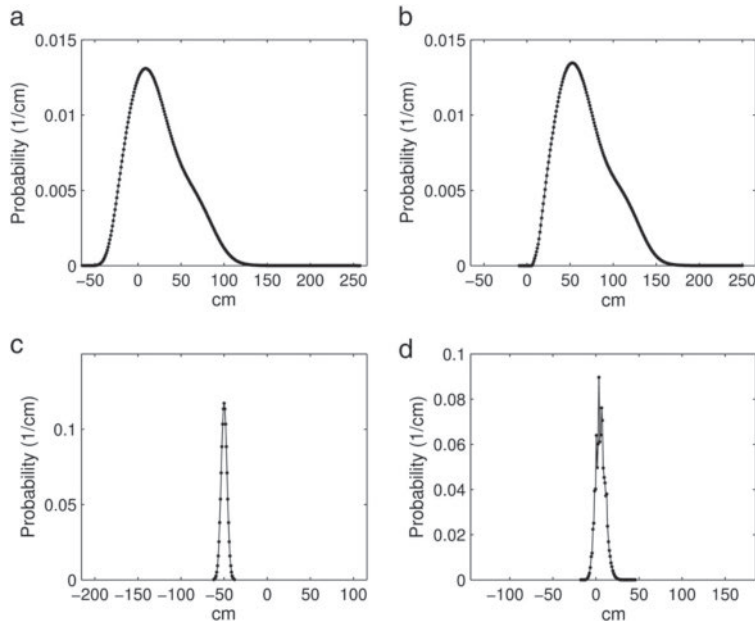 a
0.015
0.01
0.005
0
Probability (1/cm)
−50 0 50 100 150 200 250
cm
b
0.015
0.01
0.005
0
Probability (1/cm)
−50 0 50 100 150 200 250
cm
c
0.1
0.05
0
Probability (1/cm)
−200 −150 −100 −50 0 50 100
cm
d
0.1
0.08
0.06
0.04
0.02
0
Probability (1/cm)
−100 −50 0 50 100 150
cm